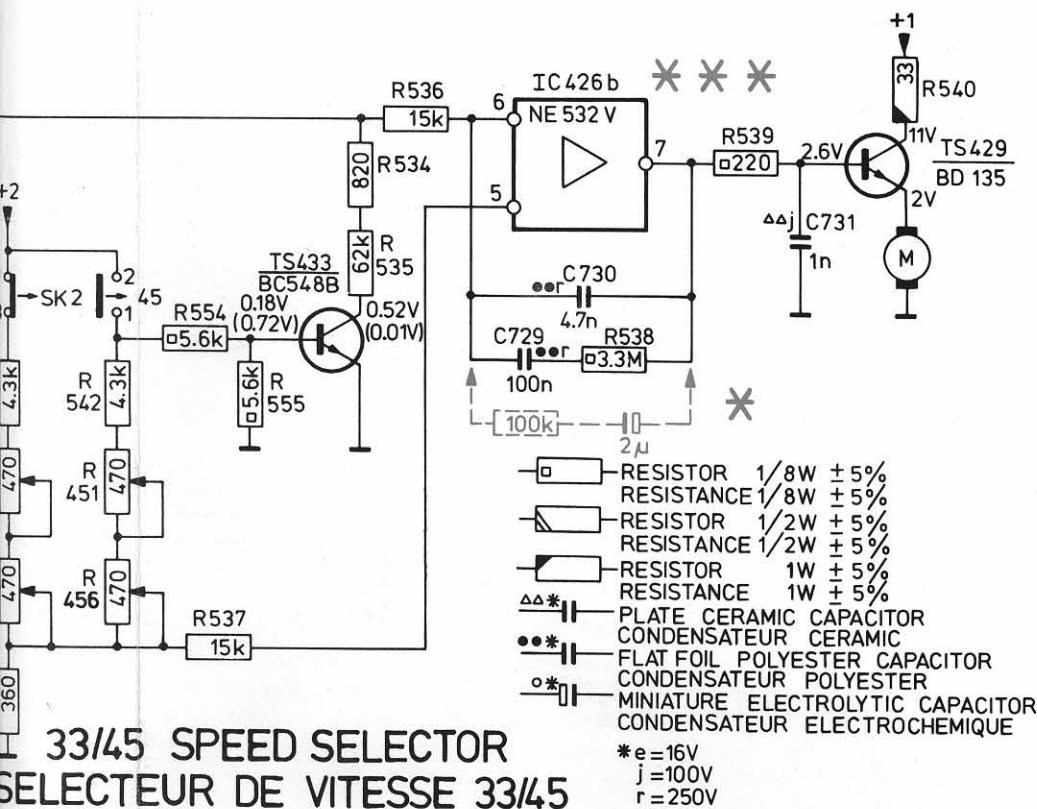 +1
33
R540
11V
TS429
BD 135
2V
M
IC426b
NE 532 V
6
5
7
R536
15k
R539
220
2.6V
j C731
1n
820
R534
62k
R
535
+2
SK2
2
1
45
R554
5.6k
TS433
BC548B
0.18V
(0.72V)
0.52V
(0.01V)
5.6k
R
555
r C730
4.7n
C729 r
100n
R538
3.3M
100k
2µ
4.3k
R
542
4.3k
470
R
451
470
470
R
456
470
R537
15k
360
RESISTOR 1/8W ± 5%
RESISTANCE 1/8W ± 5%
RESISTOR 1/2W ± 5%
RESISTANCE 1/2W ± 5%
RESISTOR 1W ± 5%
RESISTANCE 1W ± 5%
PLATE CERAMIC CAPACITOR
CONDENSATEUR CERAMIC
FLAT FOIL POLYESTER CAPACITOR
CONDENSATEUR POLYESTER
MINIATURE ELECTROLYTIC CAPACITOR
CONDENSATEUR ELECTROCHEMIQUE
*e=16V
j=100V
r=250V
33/45 SPEED SELECTOR
SELECTEUR DE VITESSE 33/45